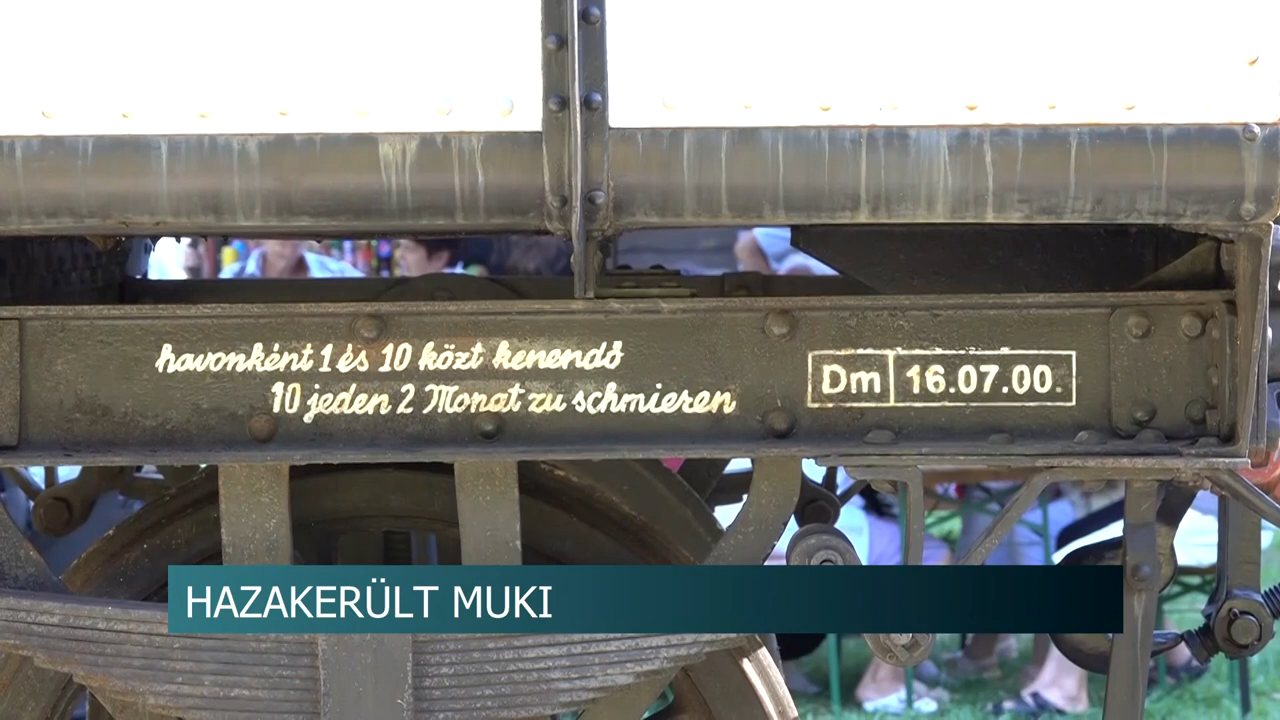 havonként 1 és 10 közt kenendő
10 jeden 2 Monat zu schmieren
Dm 16.07.00.
HAZAKERÜLT MUKI